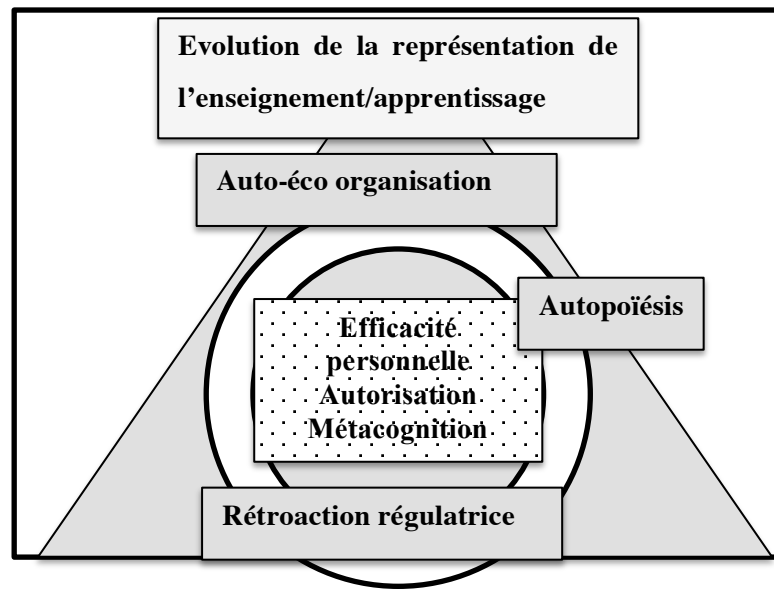 Evolution de la représentation de
l’enseignement/apprentissage
Auto-éco organisation
Autopoïésis
Efficacité
personnelle
Autorisation
Métacognition
Rétroaction régulatrice